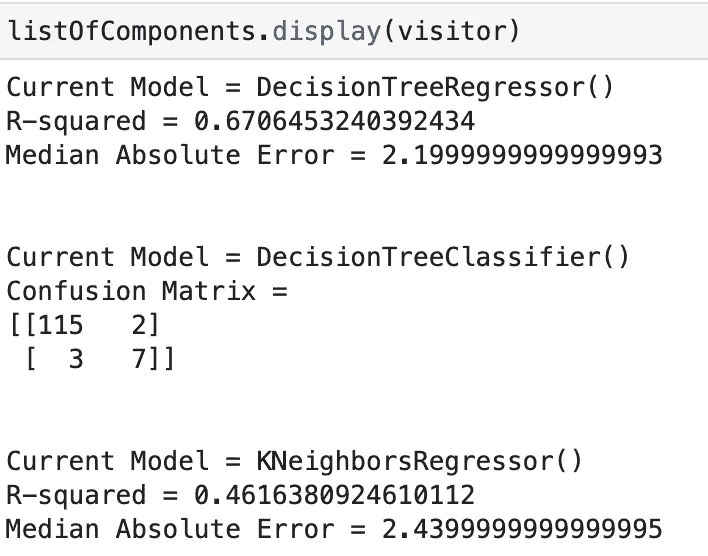 listOfComponents.display(visitor)
Current Model = DecisionTreeRegressor()
R-squared = 0.6706453240392434
Median Absolute Error = 2.1999999999999993
Current Model = DecisionTreeClassifier()
Confusion Matrix =
[[115   2]
 [  3   7]]
Current Model = KNeighborsRegressor()
R-squared = 0.4616380924610112
Median Absolute Error = 2.4399999999999995